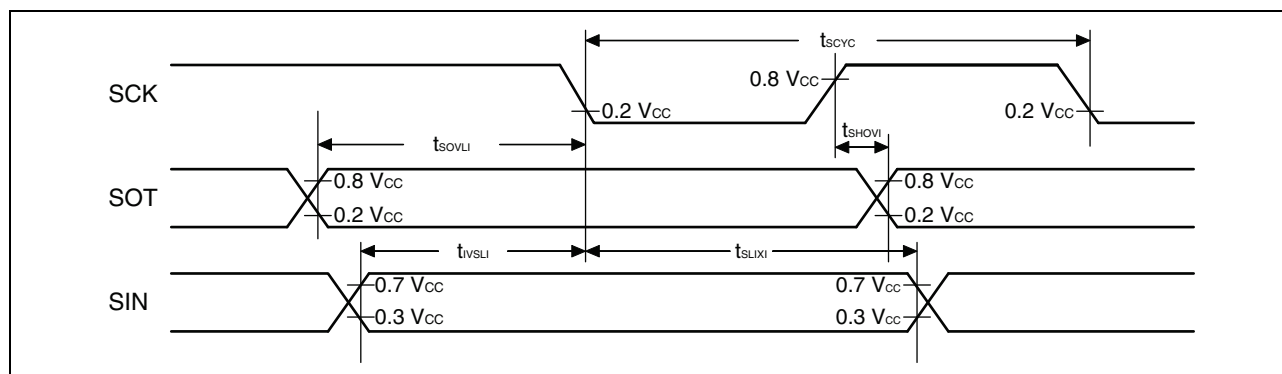 tSCYC
SCK
0.8 VCC
0.2 VCC
0.2 VCC
tSOVLI
tSHOVI
SOT
0.8 VCC
0.2 VCC
0.8 VCC
0.2 VCC
tIVSLI
tSLIXI
SIN
0.7 VCC
0.3 VCC
0.7 VCC
0.3 VCC